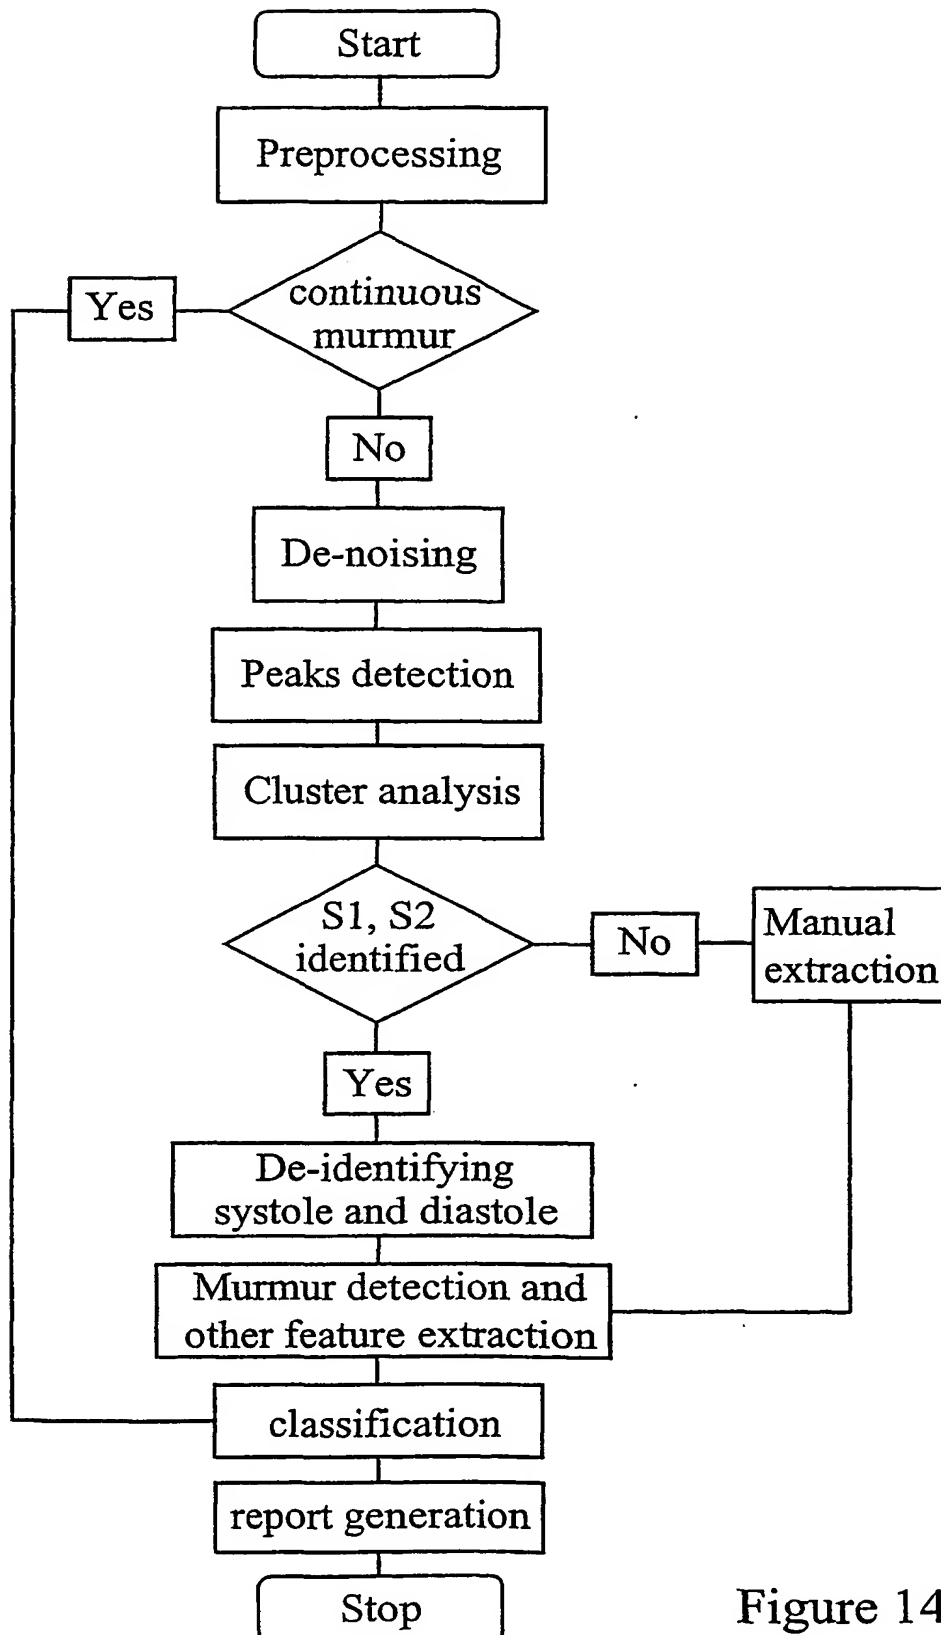 Start
Preprocessing
continuous
murmur
Yes
No
De-noising
Peaks detection
Cluster analysis
S1, S2
identified
No
Manual
extraction
Yes
De-identifying
systole and diastole
Murmur detection and
other feature extraction
classification
report generation
Stop
Figure 14